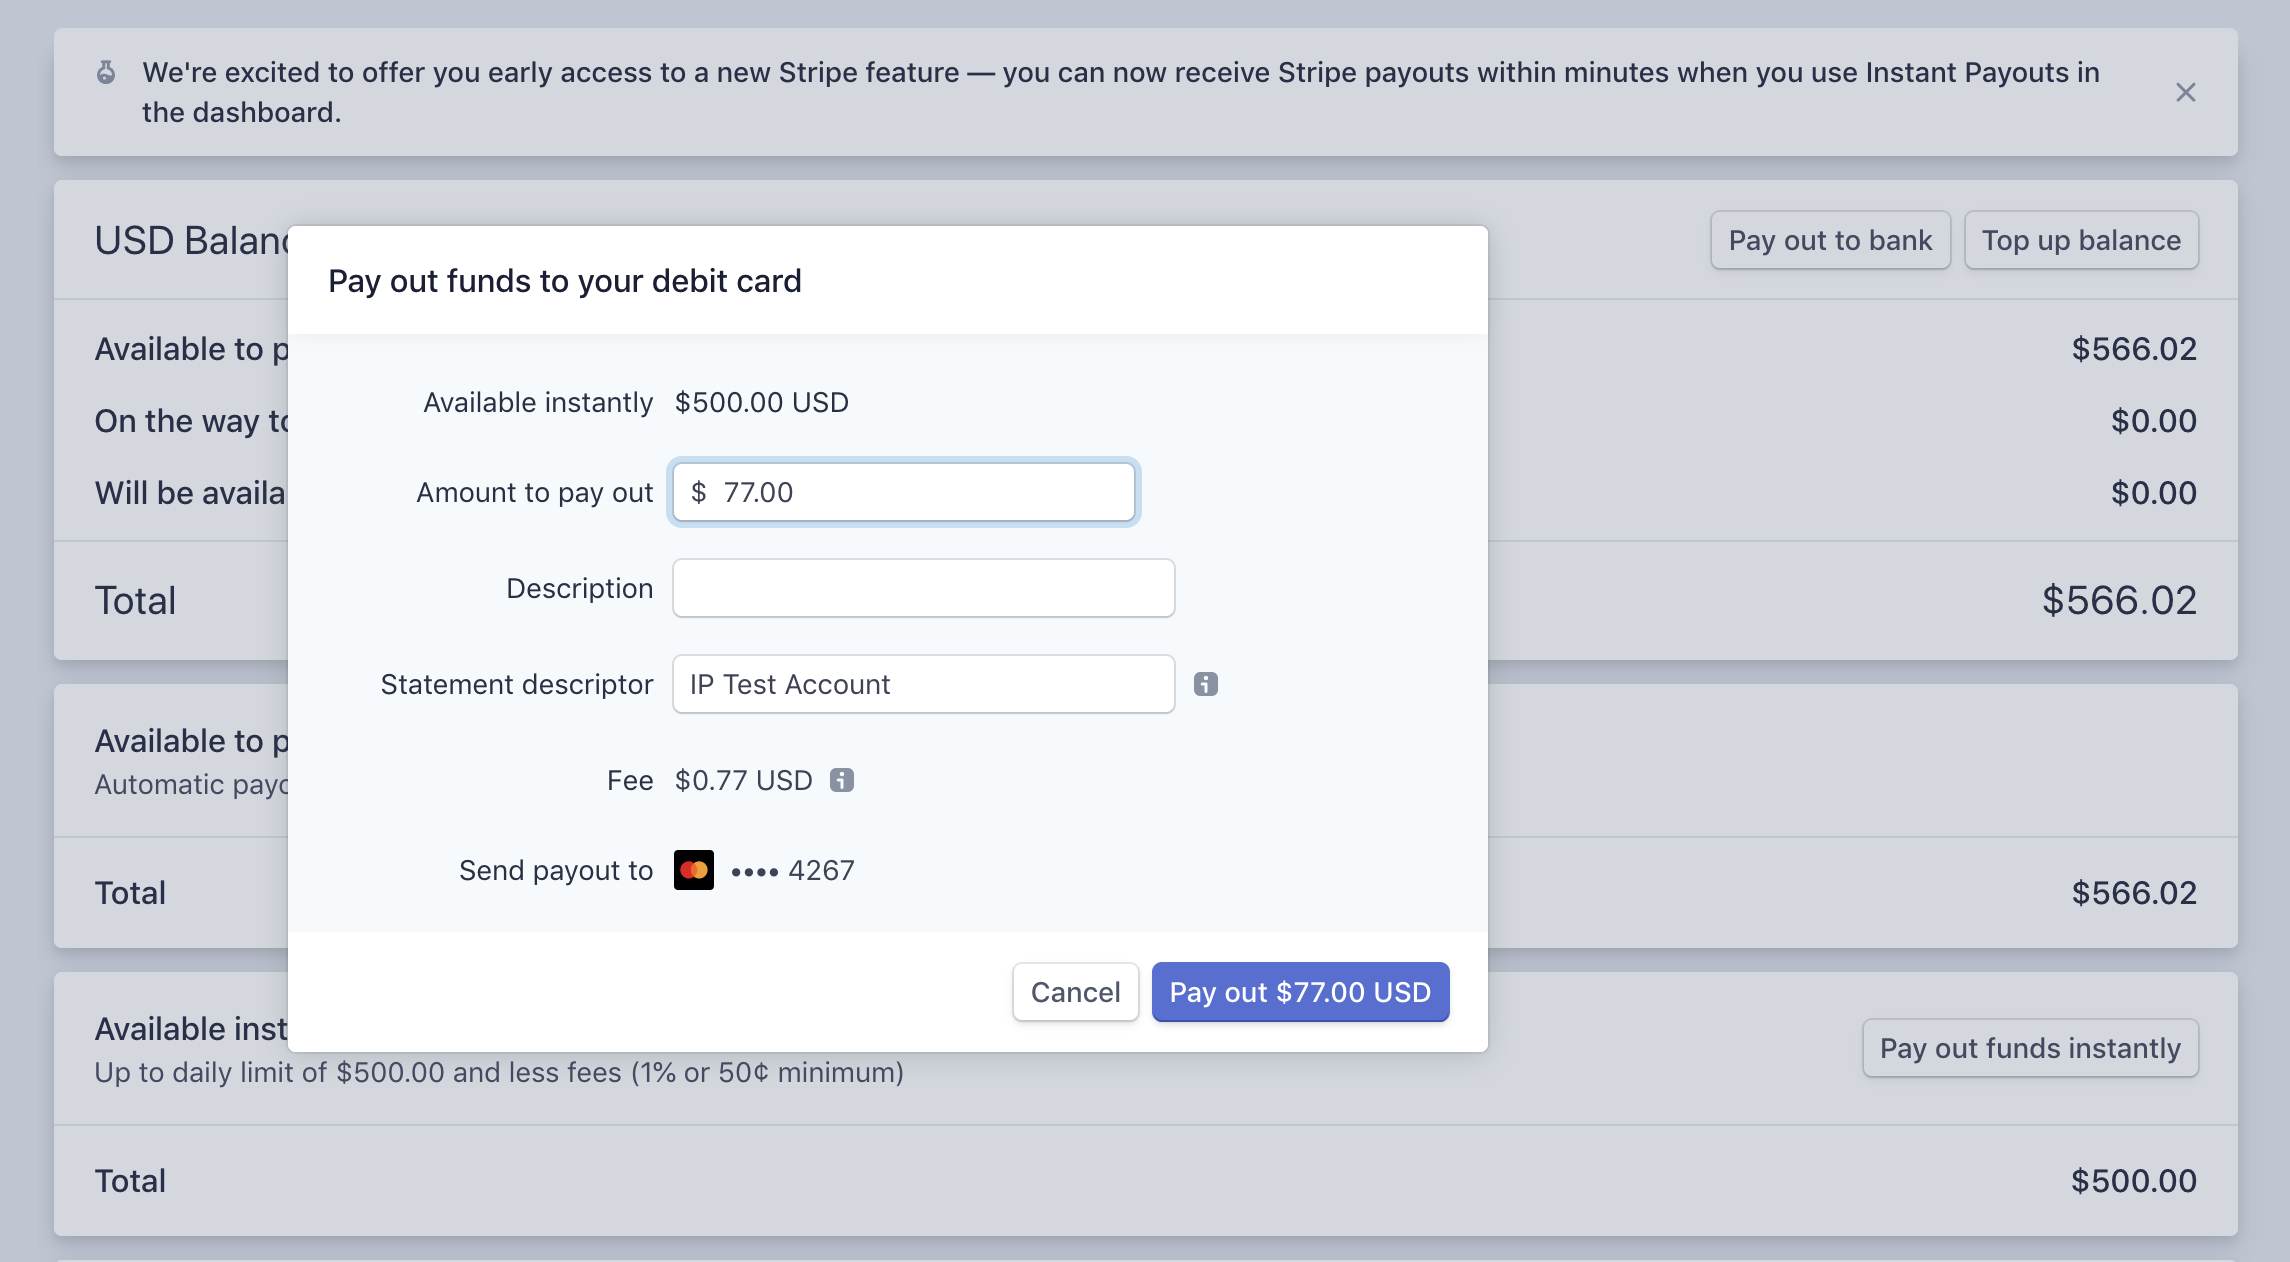 We're excited to offer you early access to a new Stripe feature — you can now receive Stripe payouts within minutes when you use Instant Payouts in
the dashboard.
USD Balanc
Pay out to bank
Top up balance
Pay out funds to your debit card
Available to p
$566.02
Available instantly $500.00 USD
On the way to
$0.00
Amount to pay out $ 77.00
Will be availa
$0.00
Description
Total
$566.02
Statement descriptor IP Test Account
Available to p
Automatic payo
Fee $0.77 USD
Send payout to •••• 4267
Total
$566.02
Cancel
Pay out $77.00 USD
Available inst
Up to daily limit of $500.00 and less fees (1% or 50¢ minimum)
Pay out funds instantly
Total
$500.00